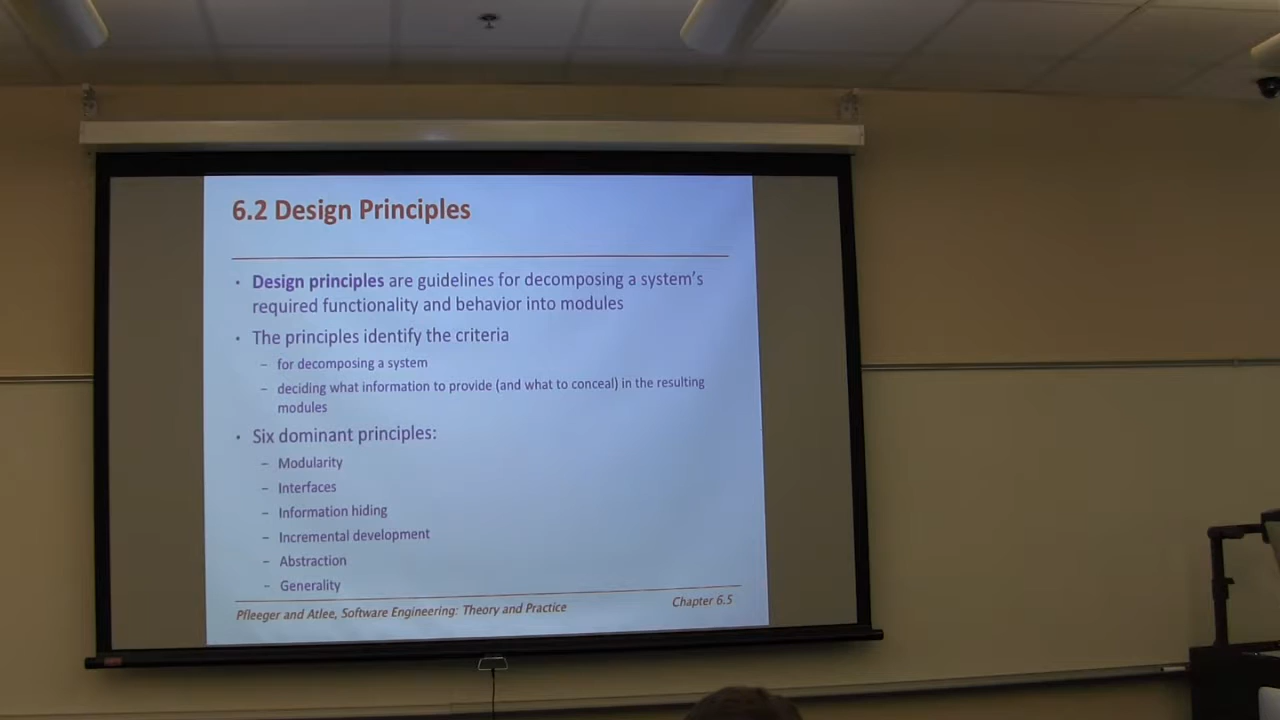 6.2 Design Principles
• Design principles are guidelines for decomposing a system's
required functionality and behavior into modules
• The principles identify the criteria
– for decomposing a system
– deciding what information to provide (and what to conceal) in the resulting
modules
• Six dominant principles:
– Modularity
– Interfaces
– Information hiding
– Incremental development
– Abstraction
– Generality
Pfleeger and Atlee, Software Engineering: Theory and Practice
Chapter 6.5